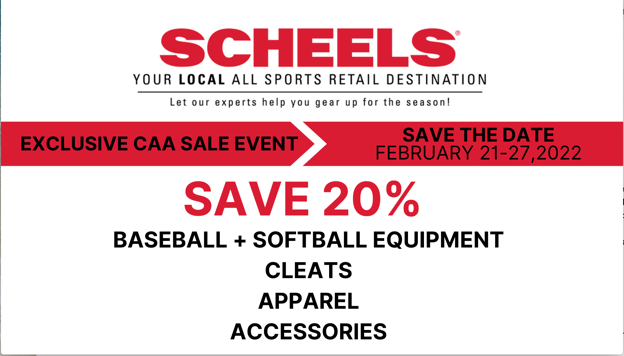 SCHEELS®
YOUR LOCAL ALL SPORTS RETAIL DESTINATION
Let our experts help you gear up for the season!
EXCLUSIVE CAA SALE EVENT
SAVE THE DATE
FEBRUARY 21-27,2022
SAVE 20%
BASEBALL + SOFTBALL EQUIPMENT
CLEATS
APPAREL
ACCESSORIES